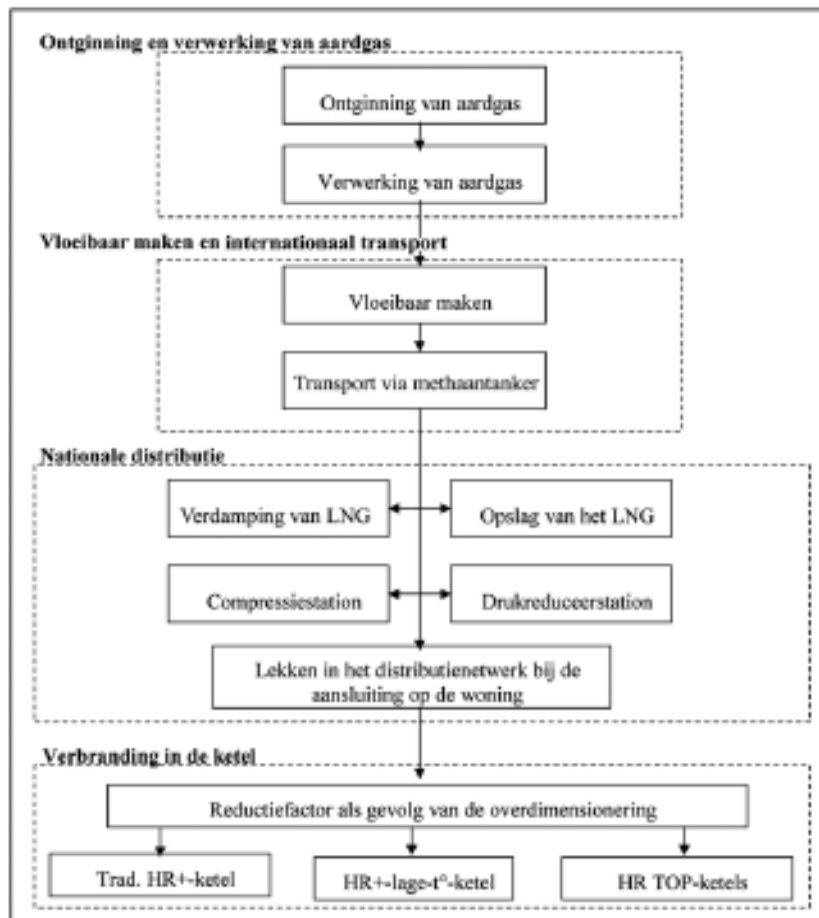 Ontginning en verwerking van aardgas
Ontginning van aardgas
Verwerking van aardgas
Vloeibaar maken en internationaal transport
Vloeibaar maken
Transport via methaantanker
Nationale distributie
Verdamping van LNG
Opslag van het LNG
Compressiestation
Drukreduceerstation
Lekken in het distributienetwerk bij de
aansluiting op de woning
Verbranding in de ketel
Reductiefactor als gevolg van de overdimensionering
Trad. HR+-ketel
HR+-lage-t°-ketel
HR TOP-ketels